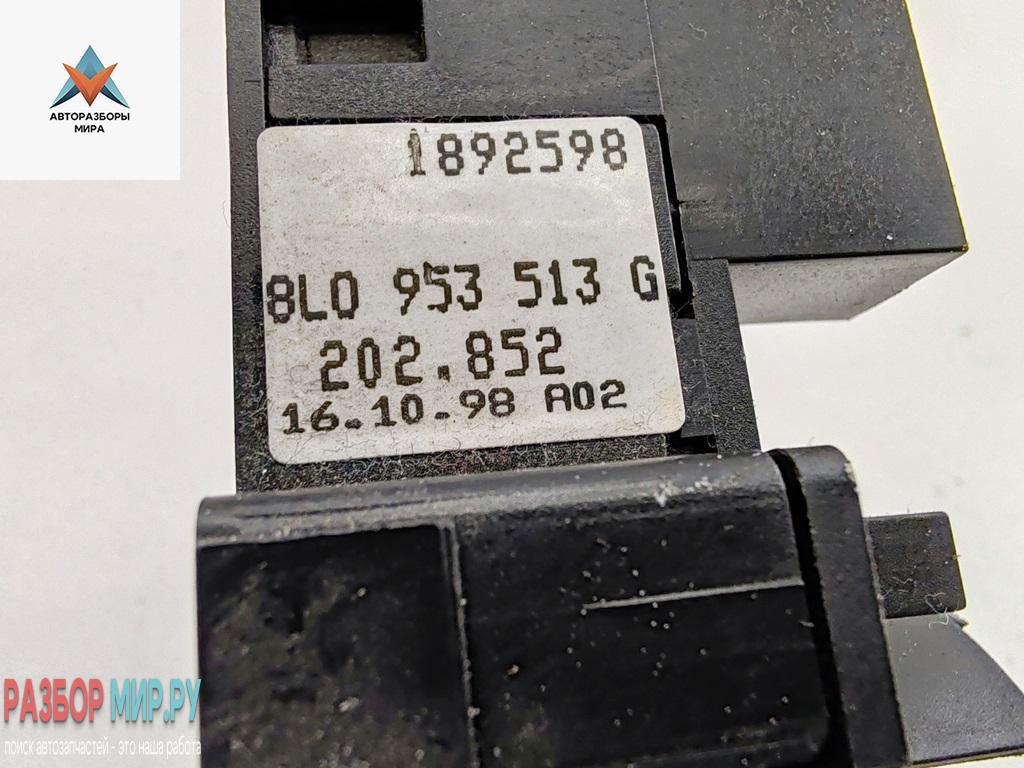 АВТОРАЗБОРЫ
МИРА
1892598
8L0 953 513 G
202.852
16.10.98 A02
РАЗБОР МИР.РУ
поиск автозапчастей - это наша работа